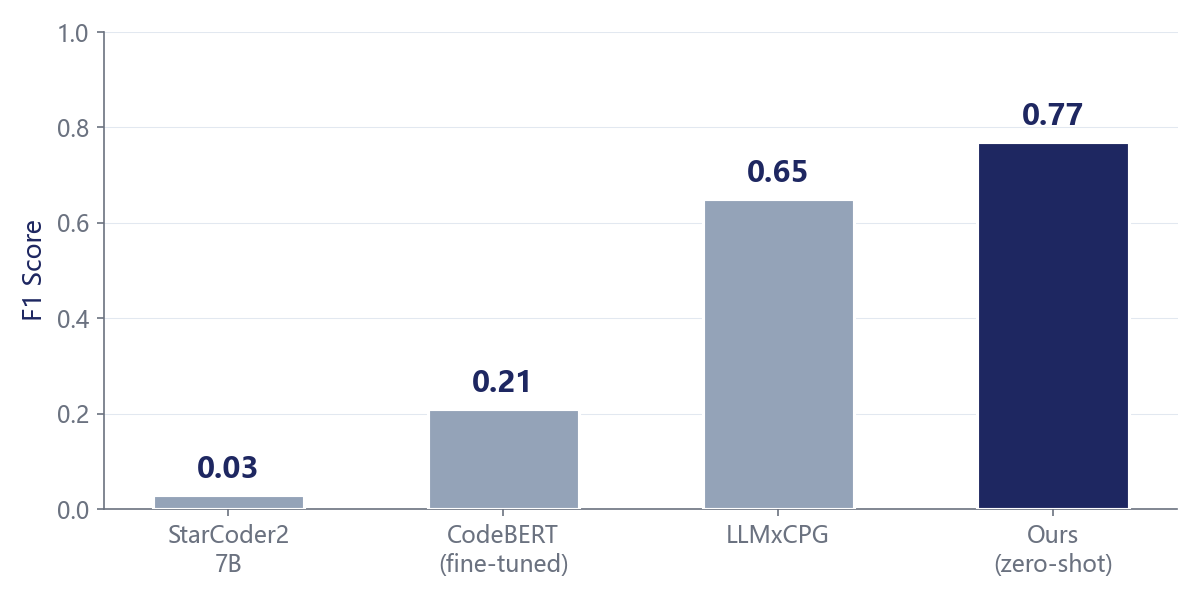 F1 Score
1.0
0.8
0.6
0.4
0.2
0.0
0.03
0.21
0.65
0.77
StarCoder2
7B
CodeBERT
(fine-tuned)
LLMxCPG
Ours
(zero-shot)